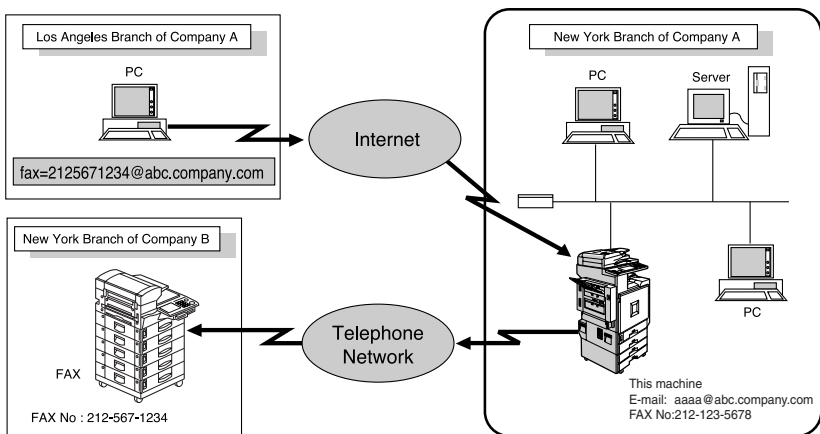 Los Angeles Branch of Company A
PC
fax=2125671234@abc.company.com
Internet
New York Branch of Company A
PC
Server
PC
This machine
E-mail: aaaa@abc.company.com
FAX No:212-123-5678
New York Branch of Company B
FAX
FAX No : 212-567-1234
Telephone
Network